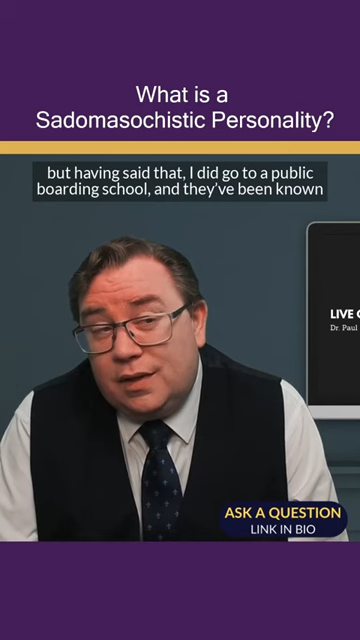 What is a
Sadomasochistic Personality?
but having said that, I did go to a public
boarding school, and they've been known
LIVE
Dr. Paul
ASK A QUESTION
LINK IN BIO